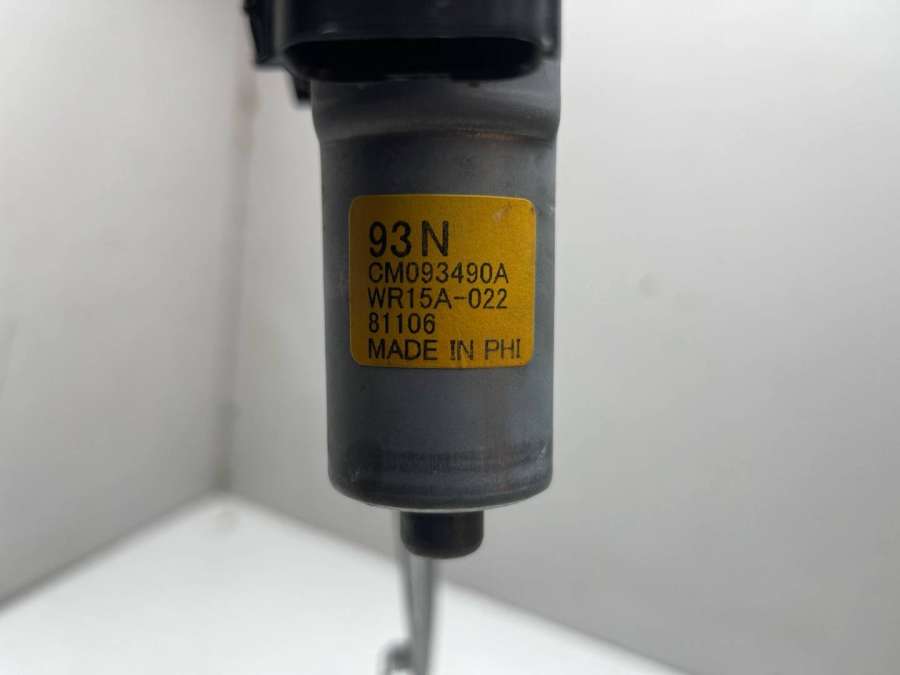 93N
CM093490A
WR15A-022
81106
MADE IN PHI